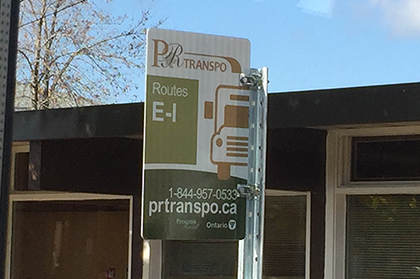 PR TRANSPO
Routes
E-I
1-844-957-0533
prtranspo.ca
Ontario